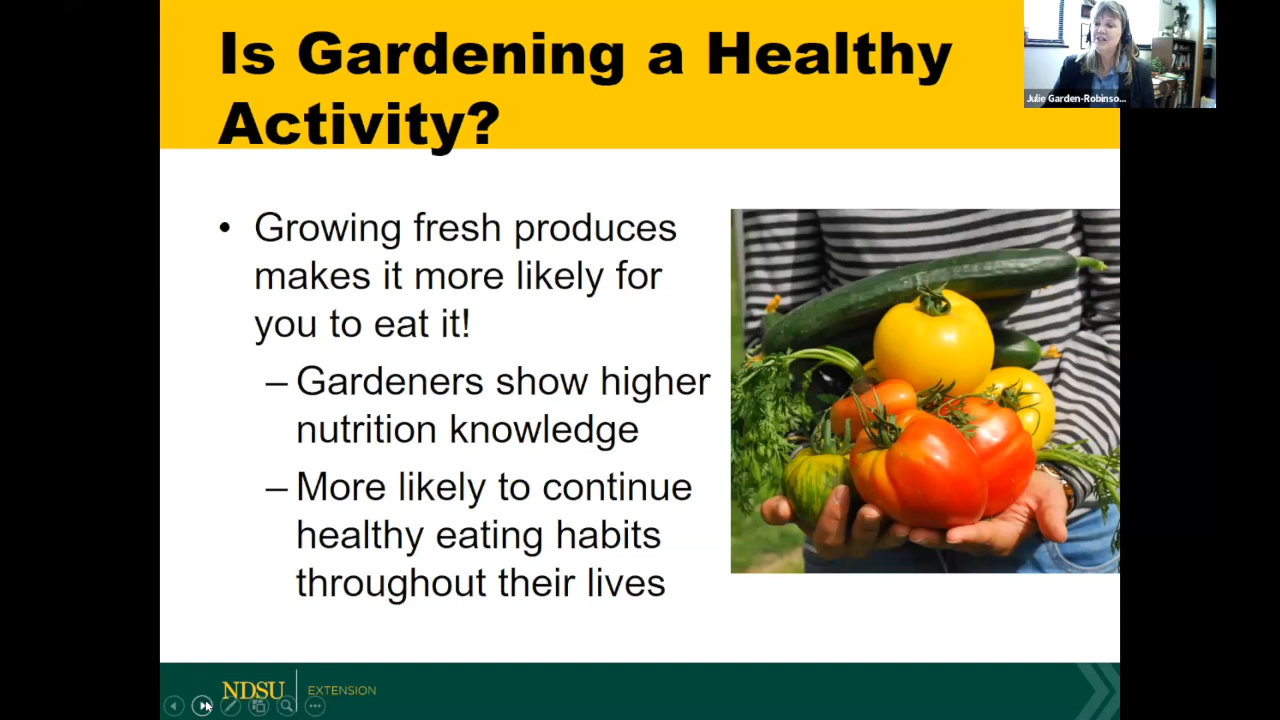 Is Gardening a Healthy
Activity?
Julie Garden-Robinso...
• Growing fresh produces
makes it more likely for
you to eat it!
– Gardeners show higher
nutrition knowledge
– More likely to continue
healthy eating habits
throughout their lives
NDSU EXTENSION